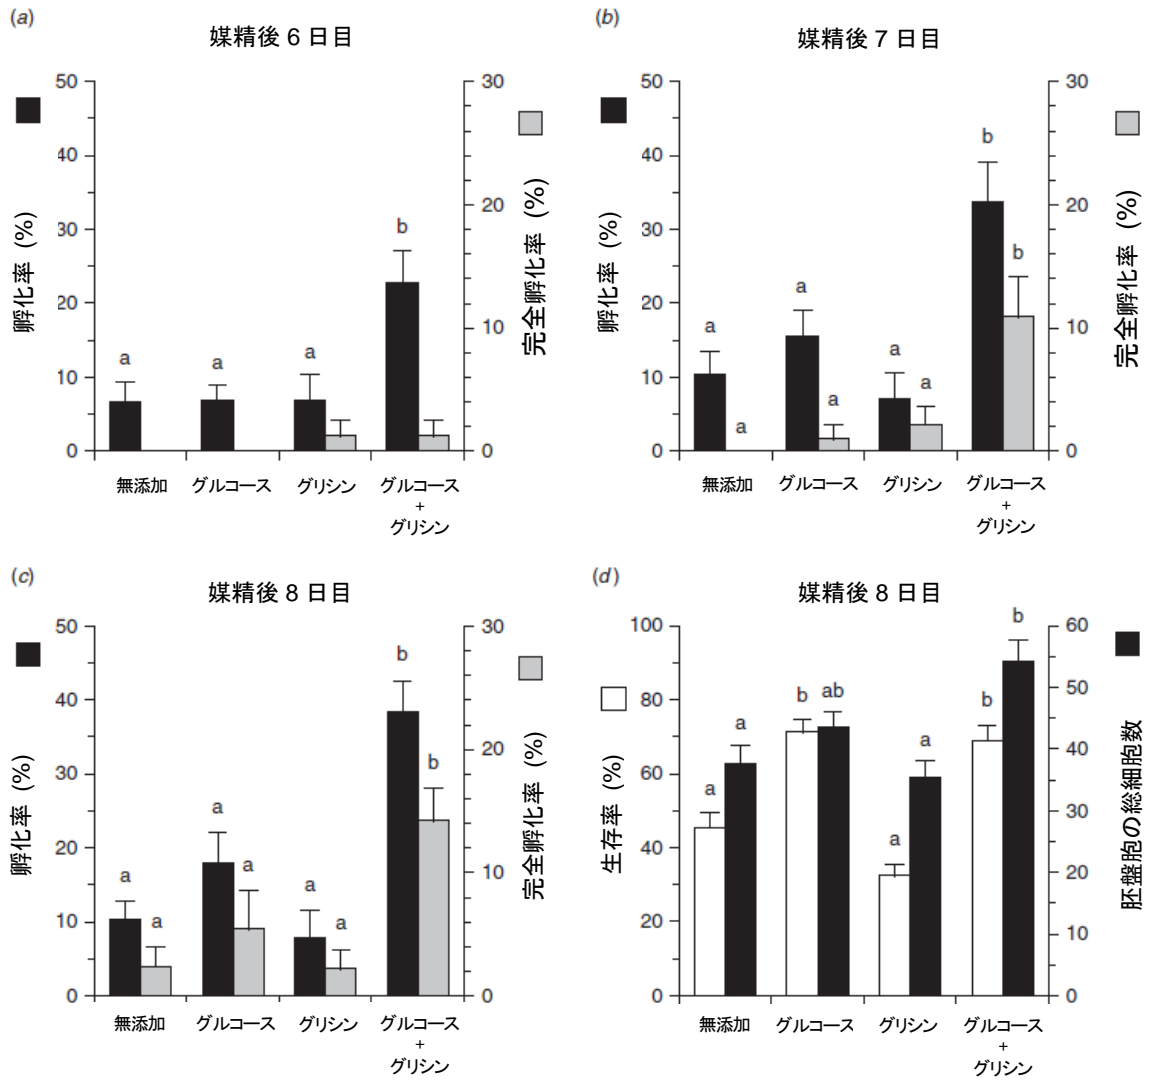 (a)
媒精後 6 日目
50
40
30
20
10
0
孵化率 (%)
30
20
10
0
完全孵化率 (%)
a
a
a
b
無添加
グルコース
グリシン
グルコース
+
グリシン
(b)
媒精後 7 日目
50
40
30
20
10
0
孵化率 (%)
30
20
10
0
完全孵化率 (%)
a
a
a
a
a
a
b
b
無添加
グルコース
グリシン
グルコース
+
グリシン
(c)
媒精後 8 日目
50
40
30
20
10
0
孵化率 (%)
30
20
10
0
完全孵化率 (%)
a
a
a
a
a
a
b
b
無添加
グルコース
グリシン
グルコース
+
グリシン
(d)
媒精後 8 日目
100
80
60
40
20
0
生存率 (%)
60
50
40
30
20
10
0
胚盤胞の総細胞数
a
a
b
ab
a
a
b
b
無添加
グルコース
グリシン
グルコース
+
グリシン